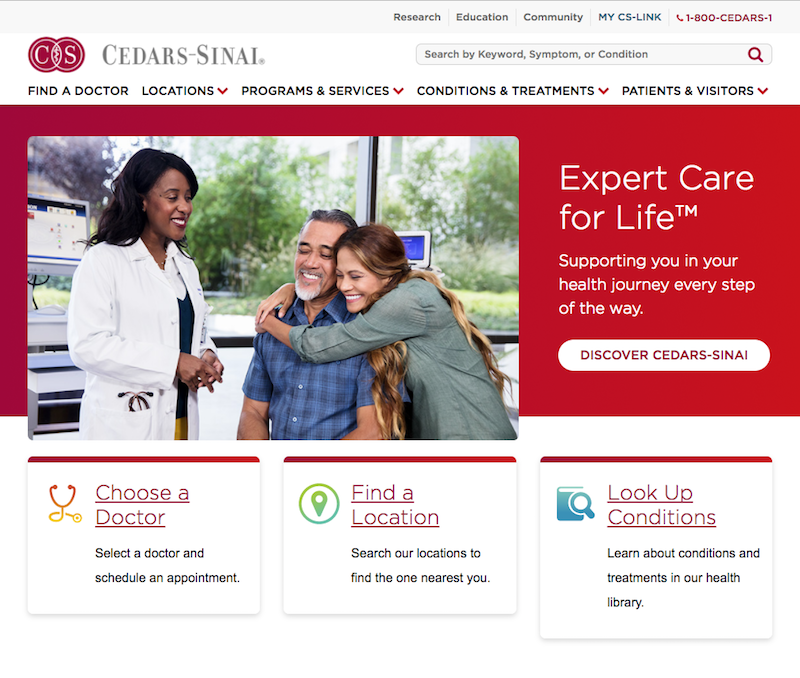 Research Education Community MY CS-LINK 1-800-CEDARS-1
CS CEDARS-SINAI®
Search by Keyword, Symptom, or Condition
FIND A DOCTOR LOCATIONS PROGRAMS & SERVICES CONDITIONS & TREATMENTS PATIENTS & VISITORS
Expert Care
for Life™
Supporting you in your
health journey every step
of the way.
DISCOVER CEDARS-SINAI
Choose a
Doctor
Select a doctor and
schedule an appointment.
Find a
Location
Search our locations to
find the one nearest you.
Look Up
Conditions
Learn about conditions and
treatments in our health
library.